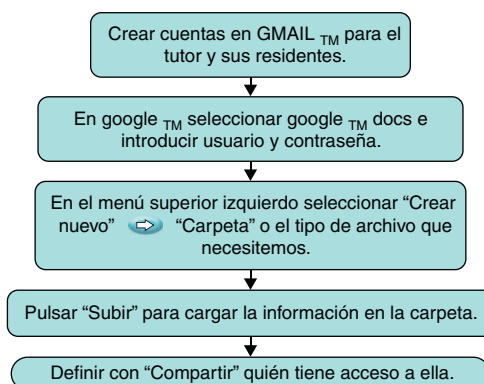 Crear cuentas en GMAIL TM para el
tutor y sus residentes.
En google TM seleccionar google TM docs e
introducir usuario y contraseña.
En el menú superior izquierdo seleccionar “Crear
nuevo” “Carpeta” o el tipo de archivo que
necesitemos.
Pulsar “Subir” para cargar la información en la carpeta.
Definir con “Compartir” quién tiene acceso a ella.